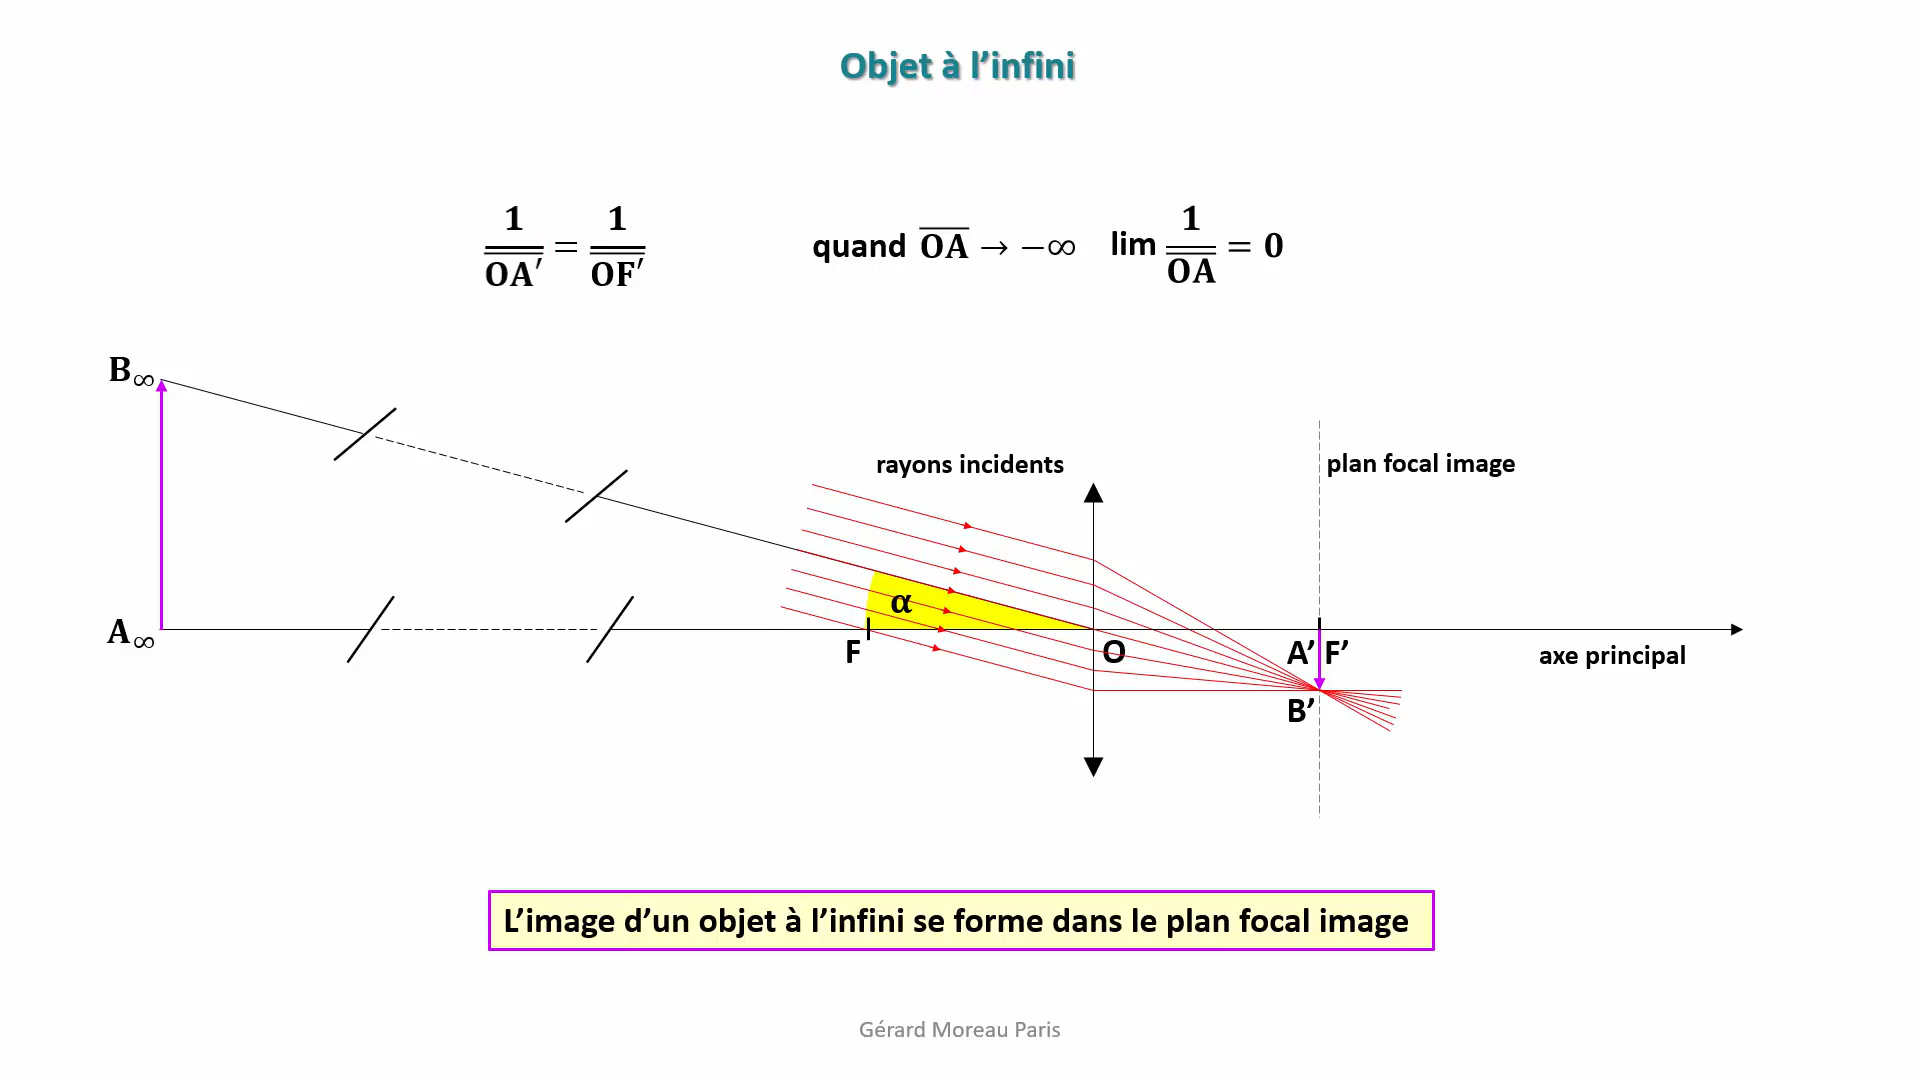 Objet à l’infini
1/OA′ = 1/OF′ quand OA → −∞ lim 1/OA = 0
B∞
rayons incidents
plan focal image
α
A∞
F
O
A’ F’
axe principal
B’
L’image d’un objet à l’infini se forme dans le plan focal image
Gérard Moreau Paris